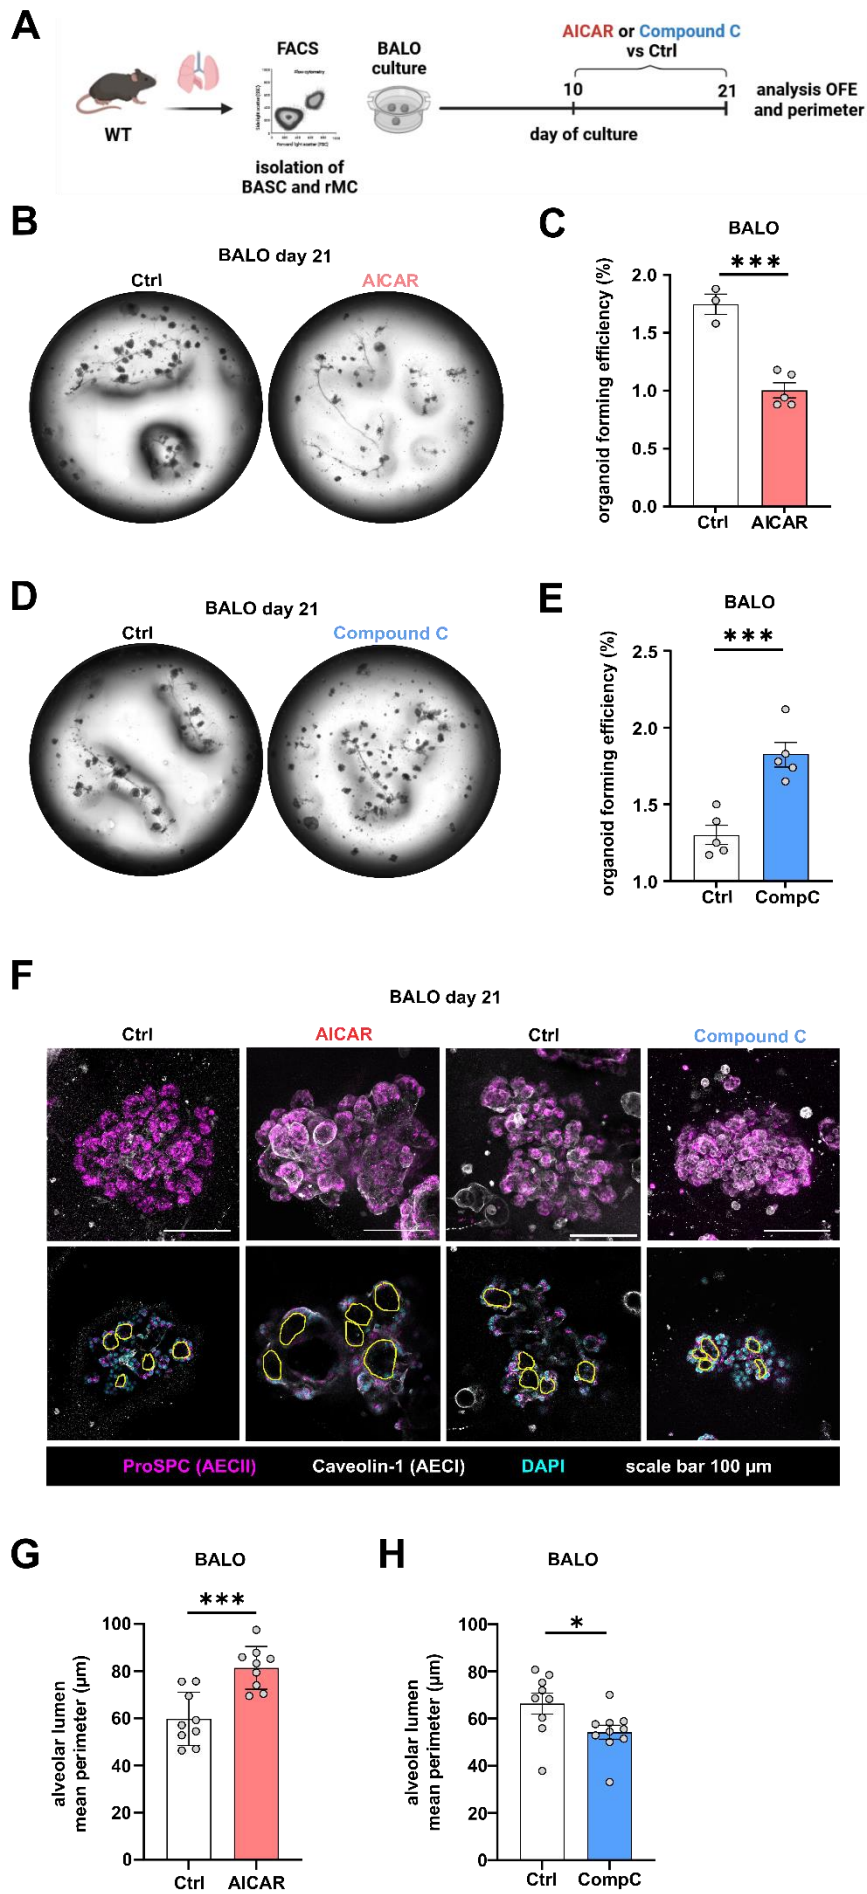 A
WT
FACS
Flow cytometry
isolation of
BASC and rMC
BALO
culture
AICAR or Compound C
vs Ctrl
10
21
day of culture
analysis OFE
and perimeter
B
BALO day 21
Ctrl
AICAR
C
BALO
***
organoid forming efficiency (%)
2.0
1.5
1.0
0.5
0.0
Ctrl
AICAR
D
BALO day 21
Ctrl
Compound C
E
BALO
***
organoid forming efficiency (%)
2.5
2.0
1.5
1.0
Ctrl
CompC
F
BALO day 21
Ctrl
AICAR
Ctrl
Compound C
ProSPC (AECII)
Caveolin-1 (AECI)
DAPI
scale bar 100 µm
G
BALO
***
alveolar lumen
mean perimeter (µm)
100
80
60
40
20
0
Ctrl
AICAR
H
BALO
*
alveolar lumen
mean perimeter (µm)
100
80
60
40
20
0
Ctrl
CompC